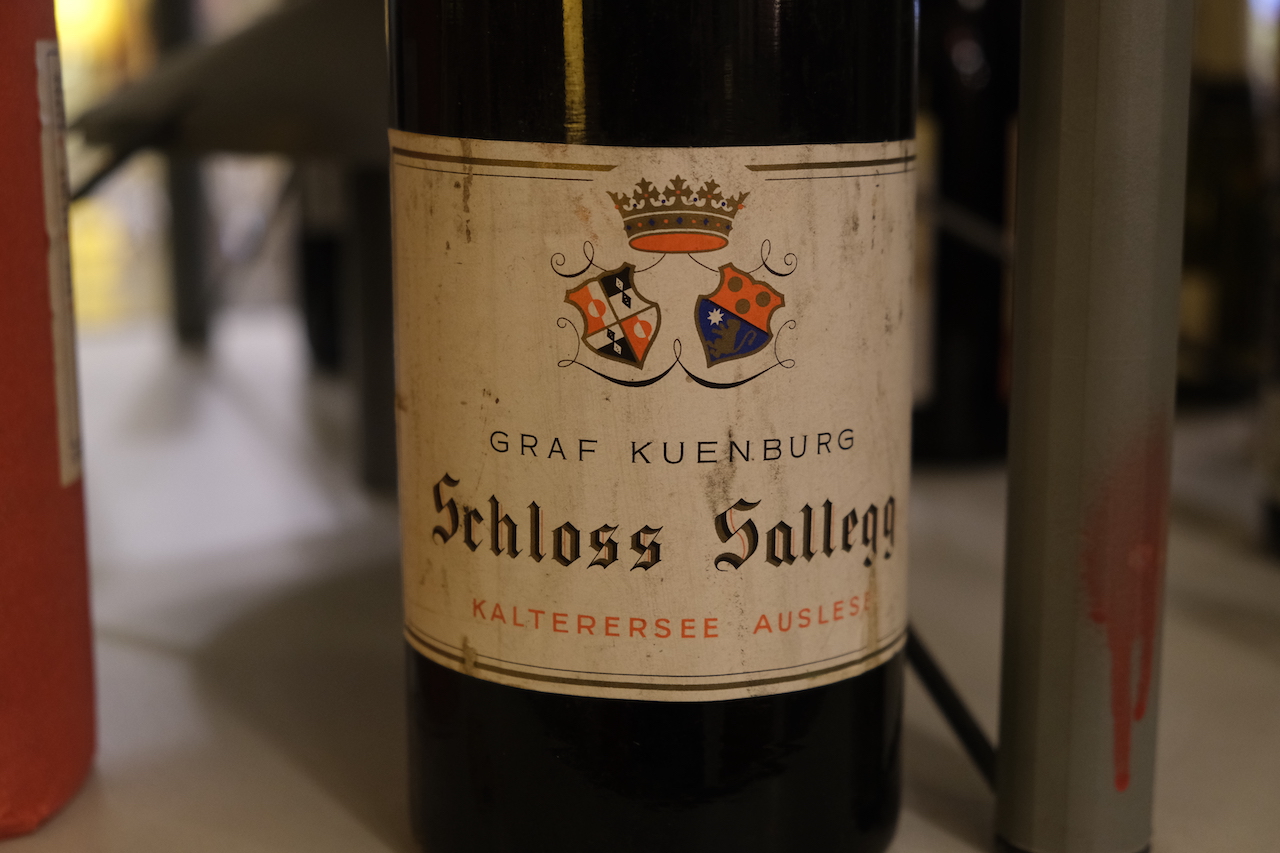 GRAF KUENBURG
Schloss Sallegg
KALTERERSEE AUSLESE